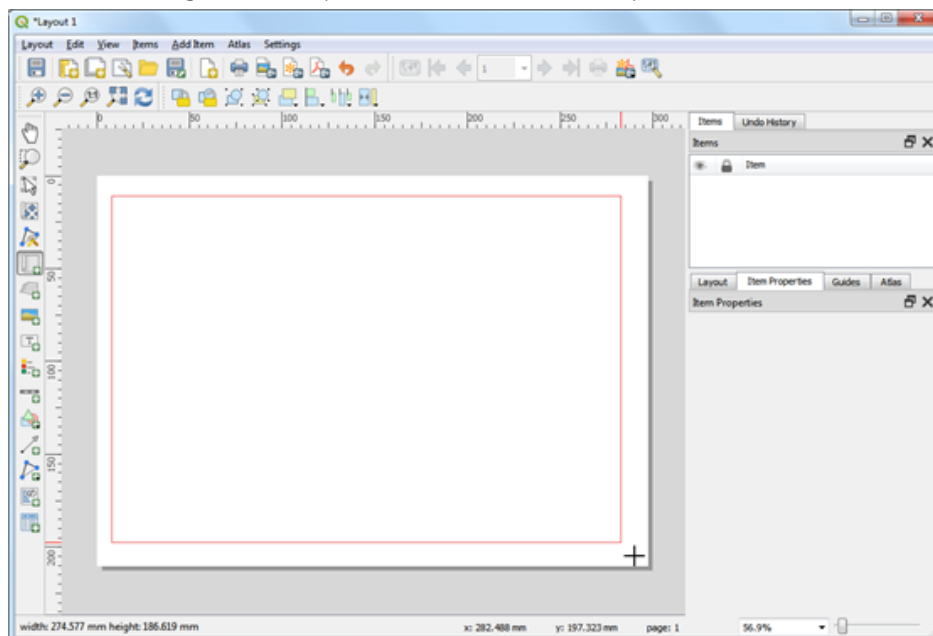 *Layout 1
Layout Edit View Items Add Item Atlas Settings
1
0 50 100 150 200 250 300
Items Undo History
Items
Item
0
50
100
150
200
Layout Item Properties Guides Atlas
Item Properties
width: 274.577 mm height: 186.619 mm x: 282.488 mm y: 197.323 mm page: 1 56.9%